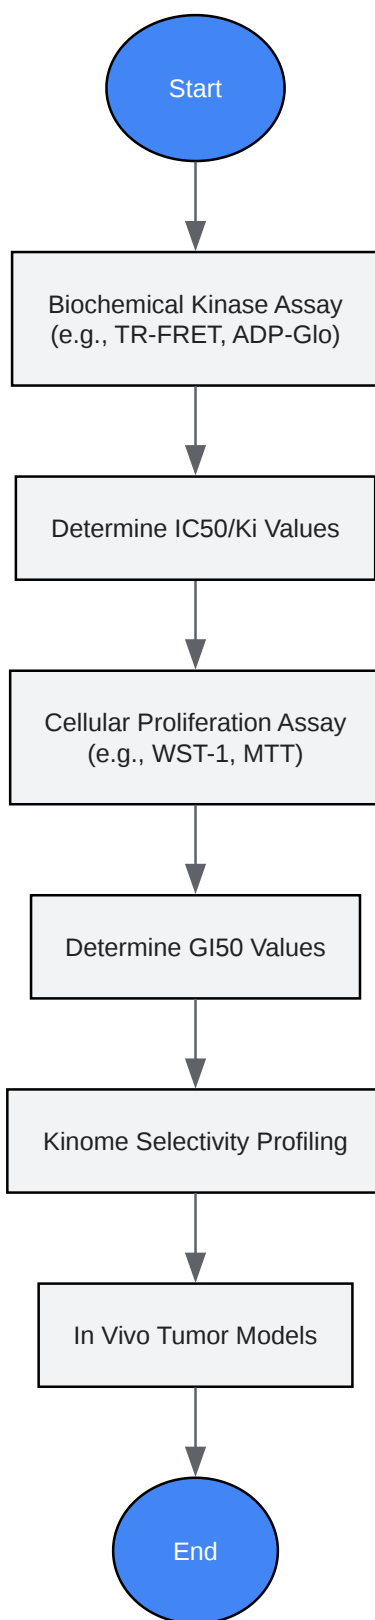 Start
Biochemical Kinase Assay
(e.g., TR-FRET, ADP-Glo)
Determine IC50/Ki Values
Cellular Proliferation Assay
(e.g., WST-1, MTT)
Determine GI50 Values
Kinome Selectivity Profiling
In Vivo Tumor Models
End